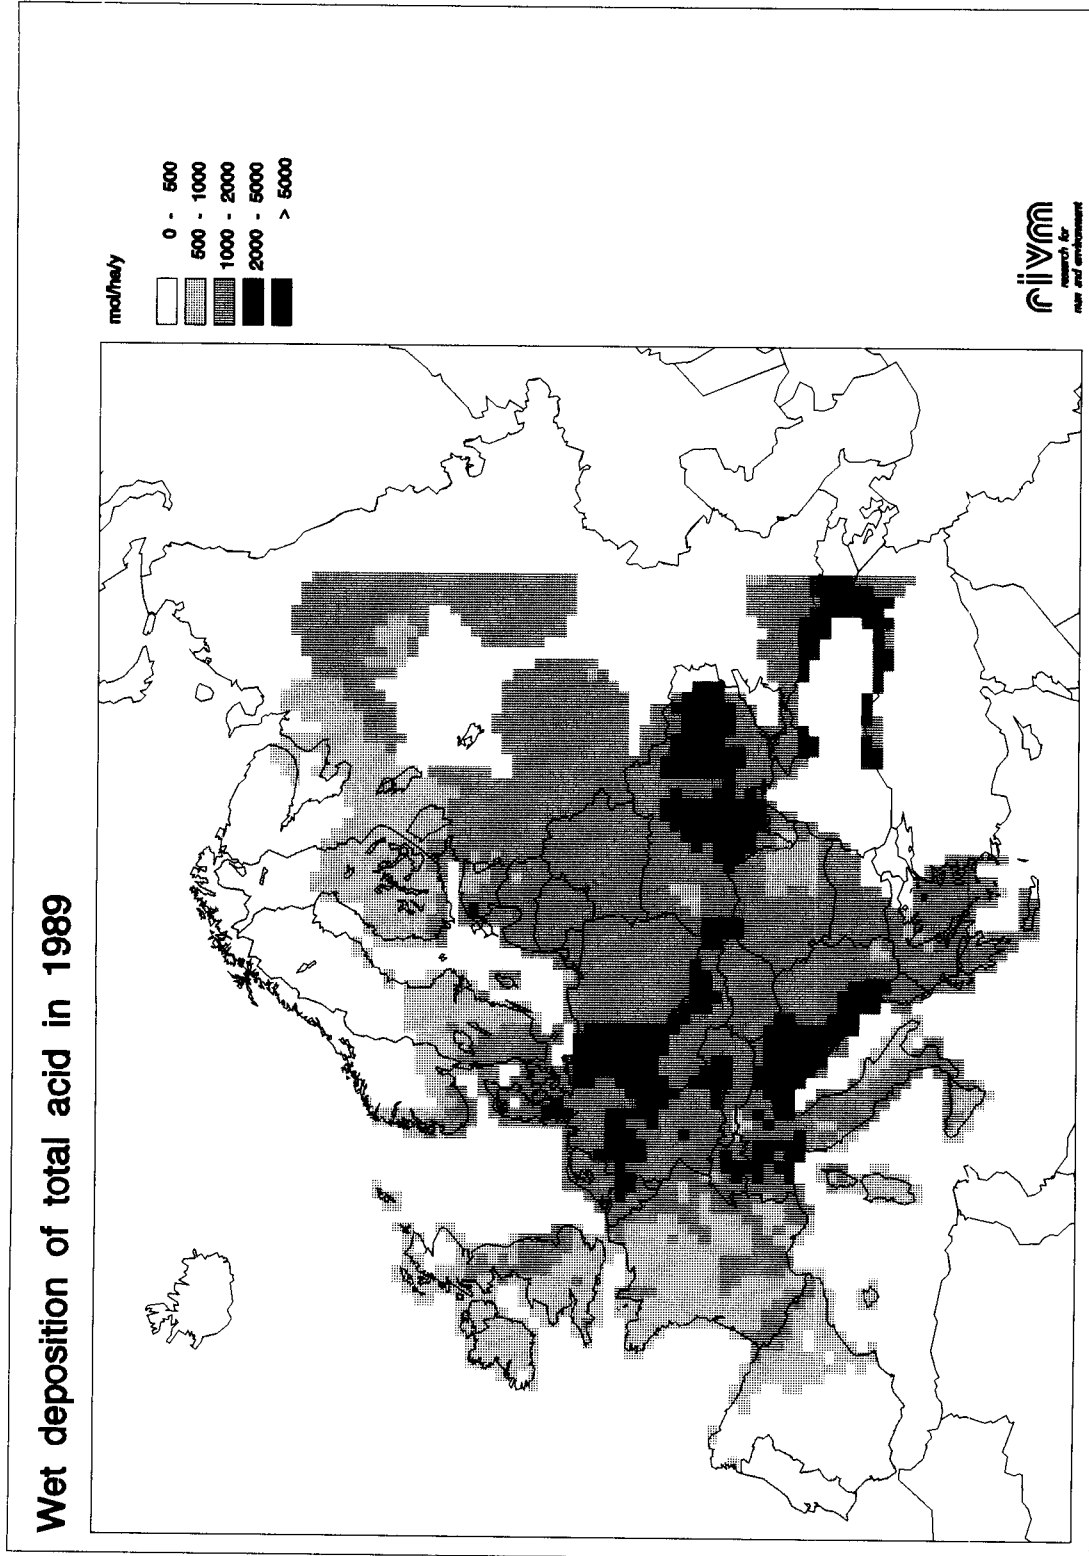 Wet deposition of total acid in 1989
mol/ha/y
0 - 500
500 - 1000
1000 - 2000
2000 - 5000
> 5000
riivm
research for
man and environment